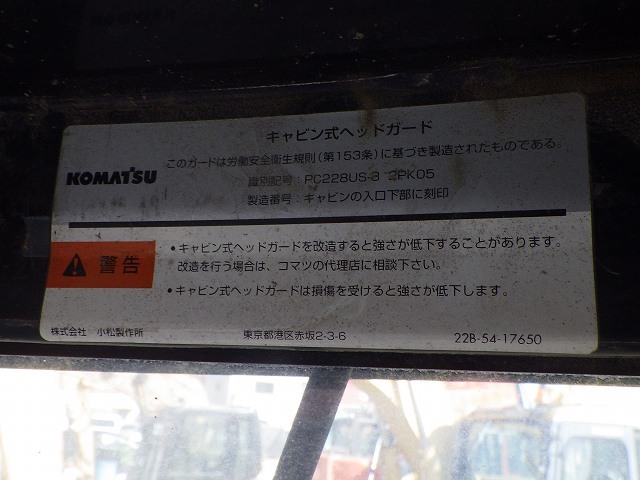 キャビン式ヘッドガード
このガードは労働安全衛生規則(第153条)に基づき製造されたものである。
KOMATSU
識別記号: PC228US-3 2PK05
製造番号: キャビンの入口下部に刻印
警告
•キャビン式ヘッドガードを改造すると強さが低下することがあります。
改造を行う場合は、コマツの代理店に相談下さい。
•キャビン式ヘッドガードは損傷を受けると強さが低下します。
株式会社 小松製作所 東京都港区赤坂2-3-6 22B-54-17650